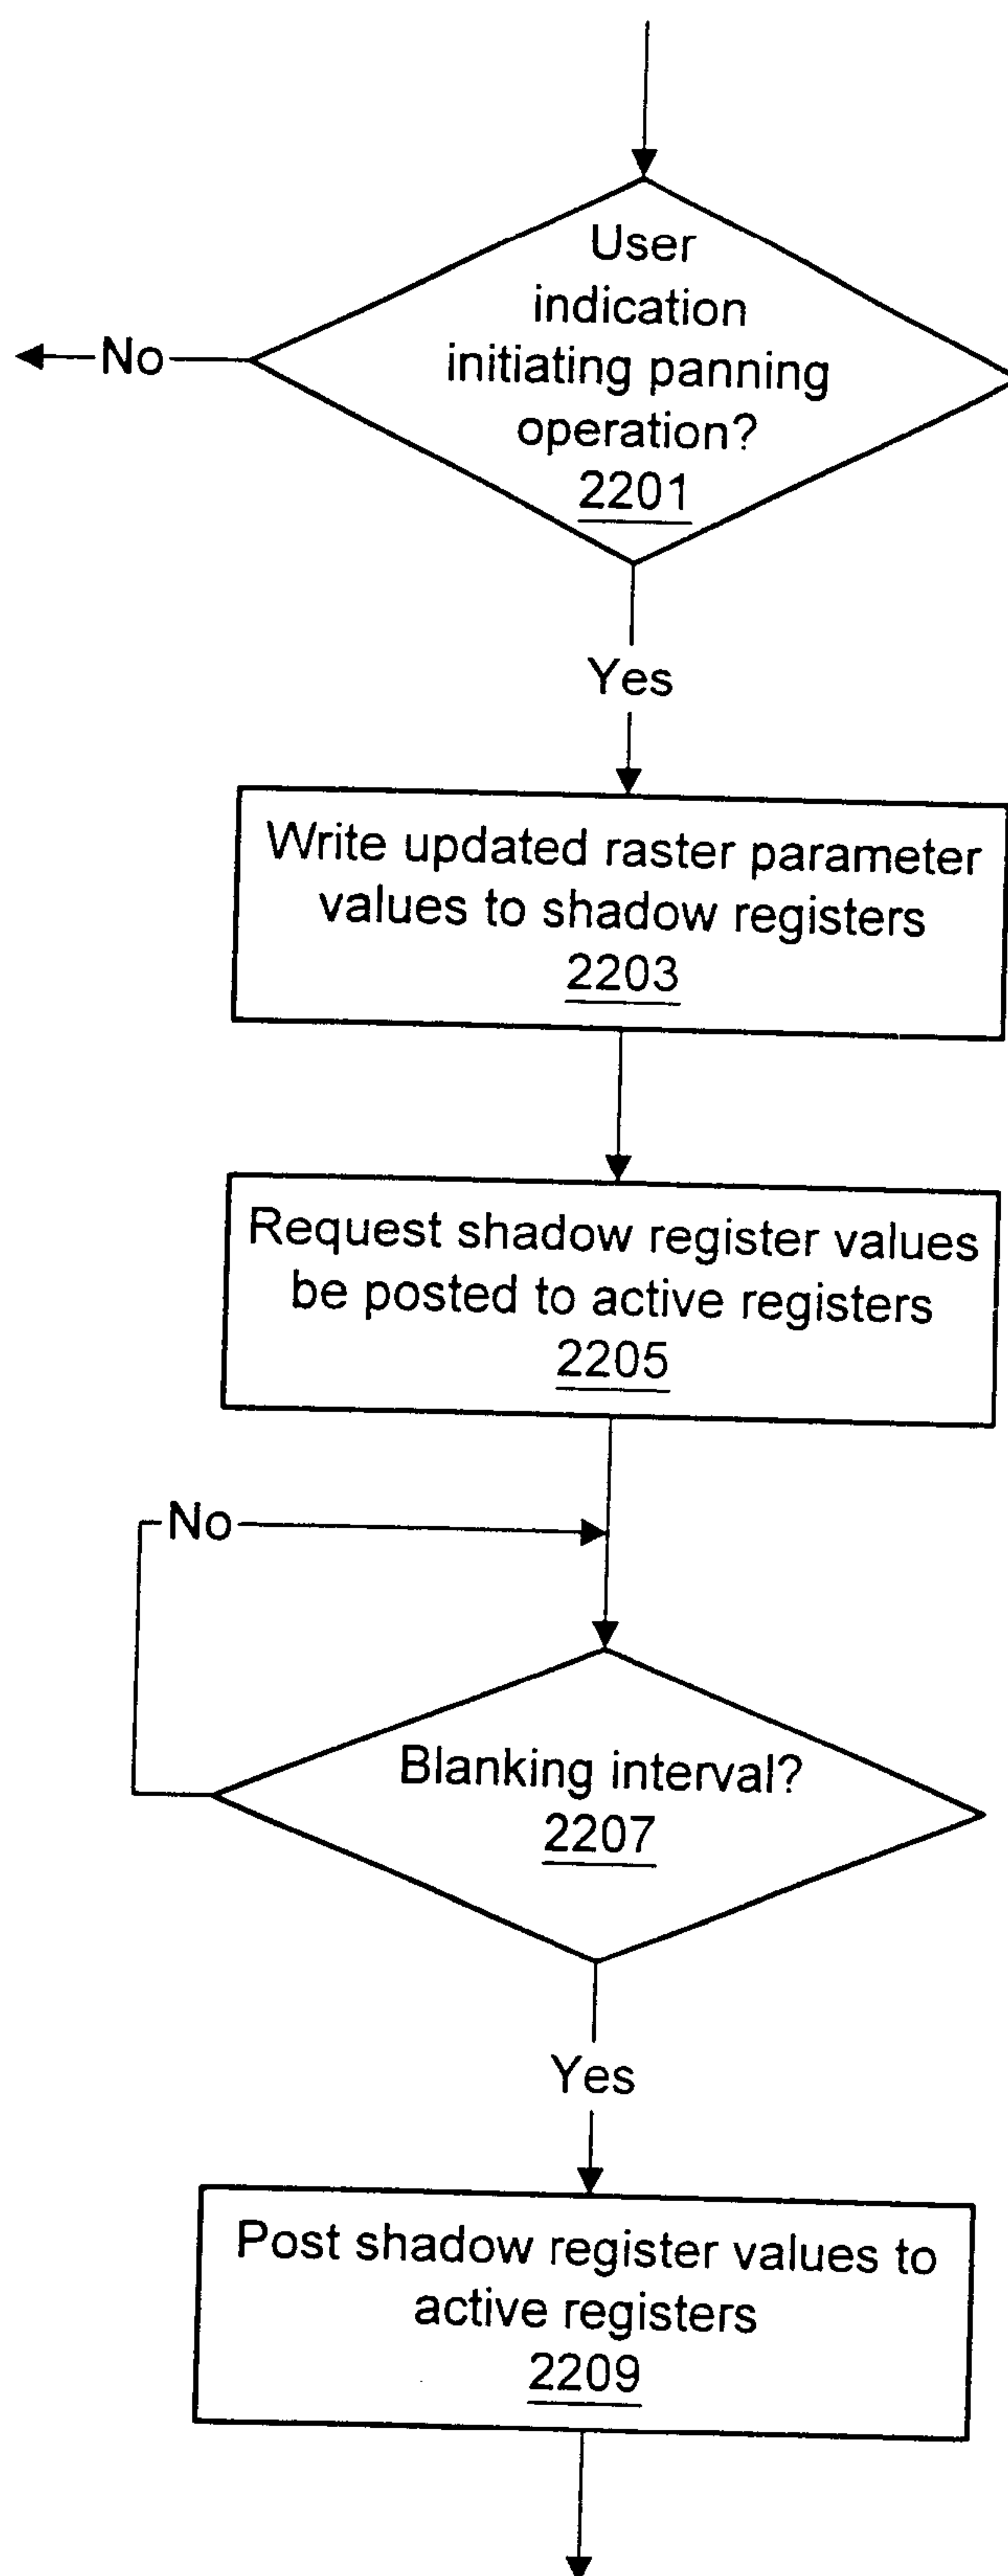 User
indication
initiating panning
operation?
2201
No
Yes
Write updated raster parameter
values to shadow registers
2203
Request shadow register values
be posted to active registers
2205
No
Blanking interval?
2207
Yes
Post shadow register values to
active registers
2209